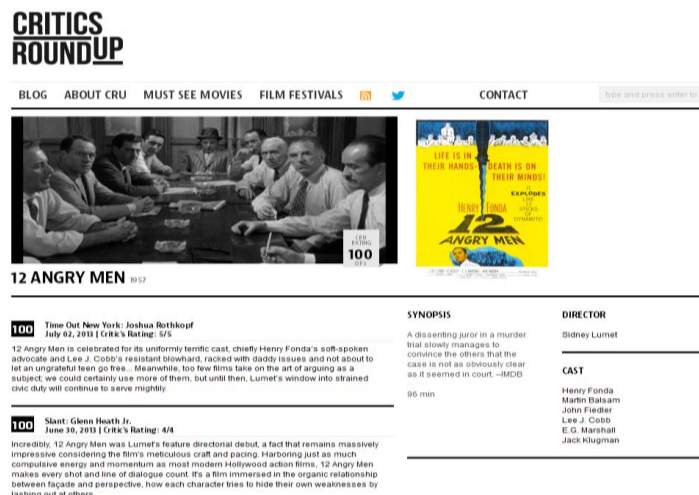 CRITICS
ROUNDUP
BLOG ABOUT CRU MUST SEE MOVIES FILM FESTIVALS CONTACT type and press enter to
CRU
RATING
100
LIFE IS IN
THEIR HANDS- DEATH IS ON
THEIR MINDS!
IT
EXPLODES
LIKE
STICKS
OF
DYNAMITE!
HENRY FONDA
12
ANGRY MEN
12 ANGRY MEN 1957
100 Time Out New York: Joshua Rothkopf
July 02, 2013 | Critic's Rating: 5/5
12 Angry Men is celebrated for its uniformly terrific cast, chiefly Henry Fonda's soft-spoken
advocate and Lee J. Cobb's resistant blowhard, racked with daddy issues and not about to
let an ungrateful teen go free... Meanwhile, too few films take on the art of arguing as a
subject; we could certainly use more of them, but until then, Lumet's window into strained
civic duty will continue to serve mightily.
100 Slant: Glenn Heath Jr.
June 30, 2013 | Critic's Rating: 4/4
Incredibly, 12 Angry Men was Lumet's feature directorial debut, a fact that remains massively
impressive considering the film's meticulous craft and pacing. Harboring just as much
compulsive energy and momentum as most modern Hollywood action films, 12 Angry Men
makes every shot and line of dialogue count. It's a film immersed in the organic relationship
between façade and perspective, how each character tries to hide their own weaknesses by
lashing out at others
SYNOPSIS
A dissenting juror in a murder
trial slowly manages to
convince the others that the
case is not as obviously clear
as it seemed in court. --IMDB
96 min
DIRECTOR
Sidney Lumet
CAST
Henry Fonda
Martin Balsam
John Fiedler
Lee J. Cobb
E.G. Marshall
Jack Klugman